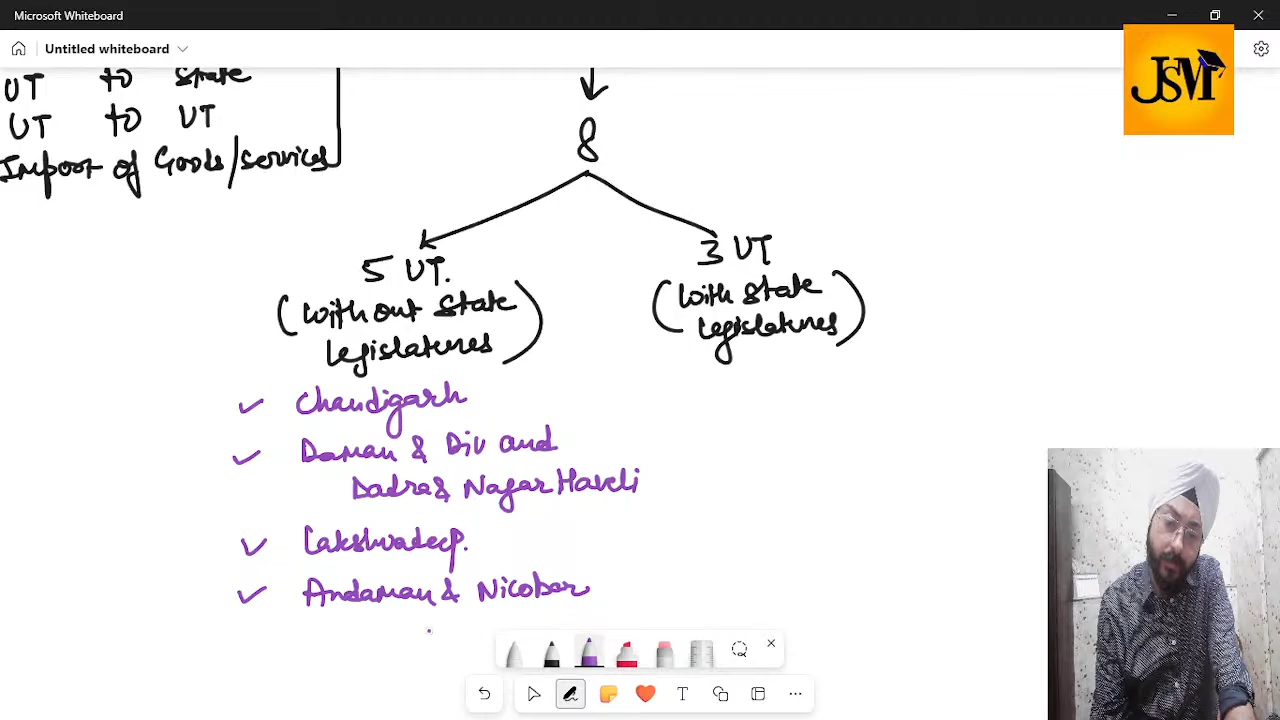 Microsoft Whiteboard
Untitled whiteboard
JSM
UT to State
UT to UT
Import of Goods/services
8
5 UT.
(without State
legislatures)
3 UT
(with State
legislatures)
Chandigarh
Daman & Div and
Dadra & Nagar Haveli
Lakshwadeep.
Andaman & Nicobar